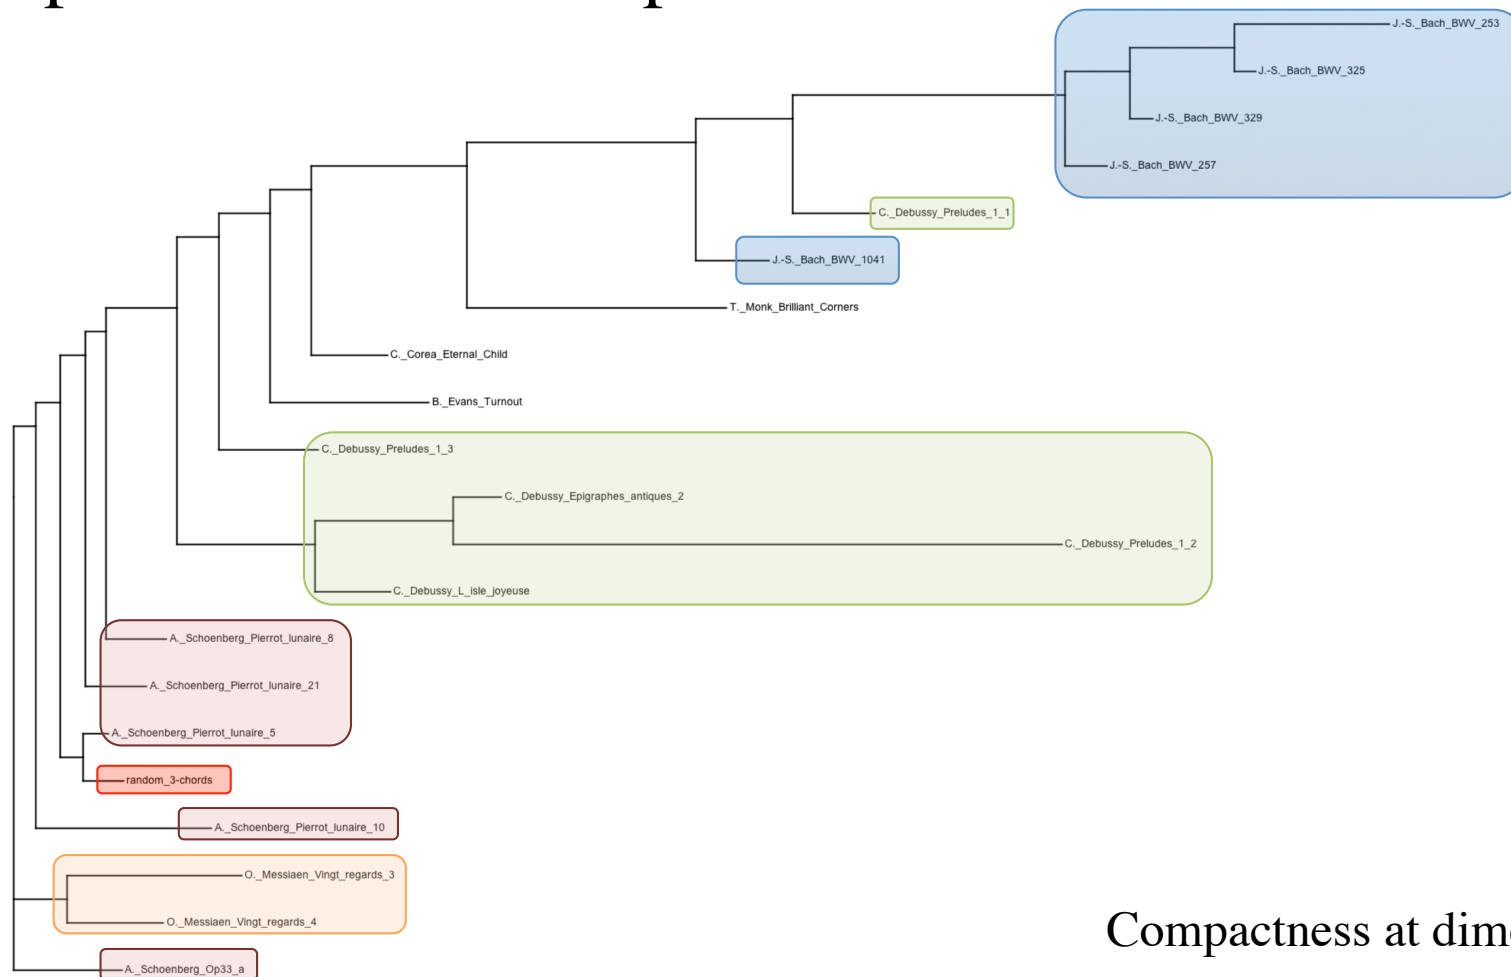 J.-S._Bach_BWV_253
J.-S._Bach_BWV_325
J.-S._Bach_BWV_329
J.-S._Bach_BWV_257
C._Debussy_Preludes_1_1
J.-S._Bach_BWV_1041
T._Monk_Brilliant_Corners
C._Corea_Eternal_Child
B._Evans_Turnout
C._Debussy_Preludes_1_3
C._Debussy_Epigraphes_antiques_2
C._Debussy_Preludes_1_2
C._Debussy_L_isle_joyeuse
A._Schoenberg_Pierrot_lunaire_8
A._Schoenberg_Pierrot_lunaire_21
A._Schoenberg_Pierrot_lunaire_5
random_3-chords
A._Schoenberg_Pierrot_lunaire_10
O._Messiaen_Vingt_regards_3
O._Messiaen_Vingt_regards_4
Compactness at
A._Schoenberg_Op33_a